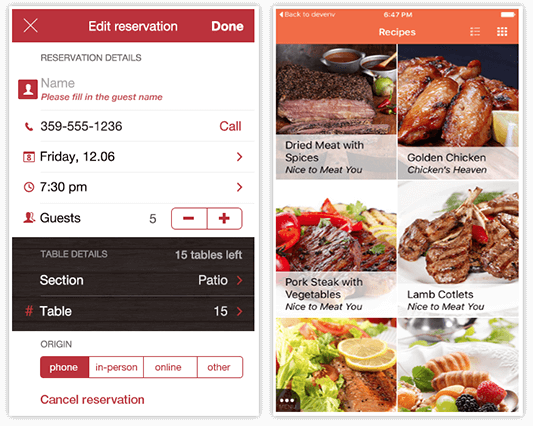 Edit reservation
Done
RESERVATION DETAILS
Name
Please fill in the guest name
359-555-1236
Call
Friday, 12.06
7:30 pm
Guests
5
TABLE DETAILS
15 tables left
Section
Patio
# Table
15
ORIGIN
phone
in-person
online
other
Cancel reservation
Back to devenv
6:47 PM
Recipes
Dried Meat with
Spices
Nice to Meat You
Golden Chicken
Chicken's Heaven
Pork Steak with
Vegetables
Nice to Meat You
Lamb Cotlets
Nice to Meat You